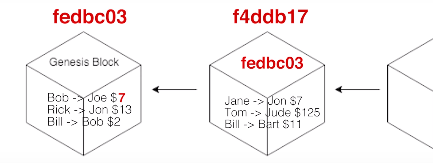 fedbc03
Genesis Block
Bob -> Joe $7
Rick -> Jon $13
Bill -> Bob $2
f4ddb17
fedbc03
Jane -> Jon $7
Tom -> Jude $125
Bill -> Bart $11